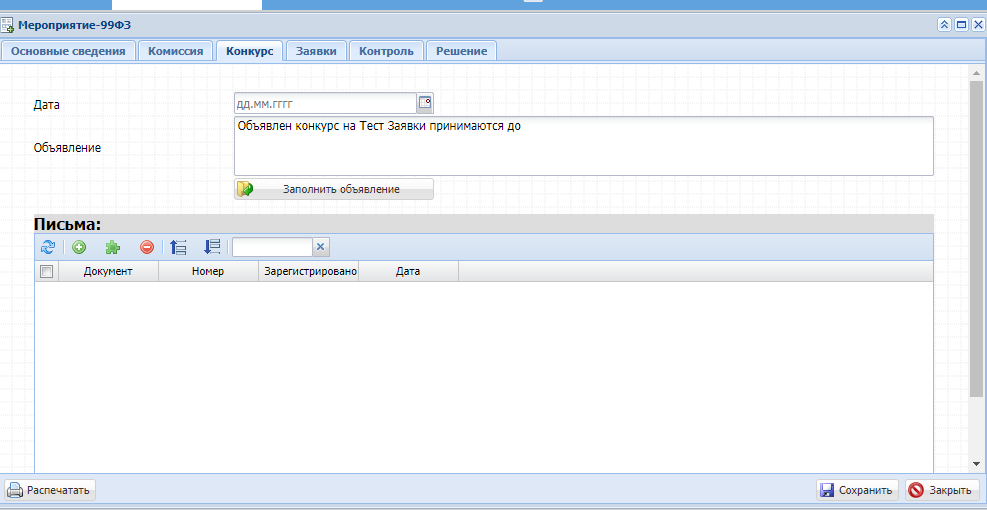 Мероприятие-99ФЗ
Основные сведения Комиссия Конкурс Заявки Контроль Решение
Дата дд.мм.гггг
Объявлен конкурс на Тест Заявки принимаются до
Объявление
Заполнить объявление
Письма:
Документ Номер Зарегистрировано Дата
Распечатать Сохранить Закрыть